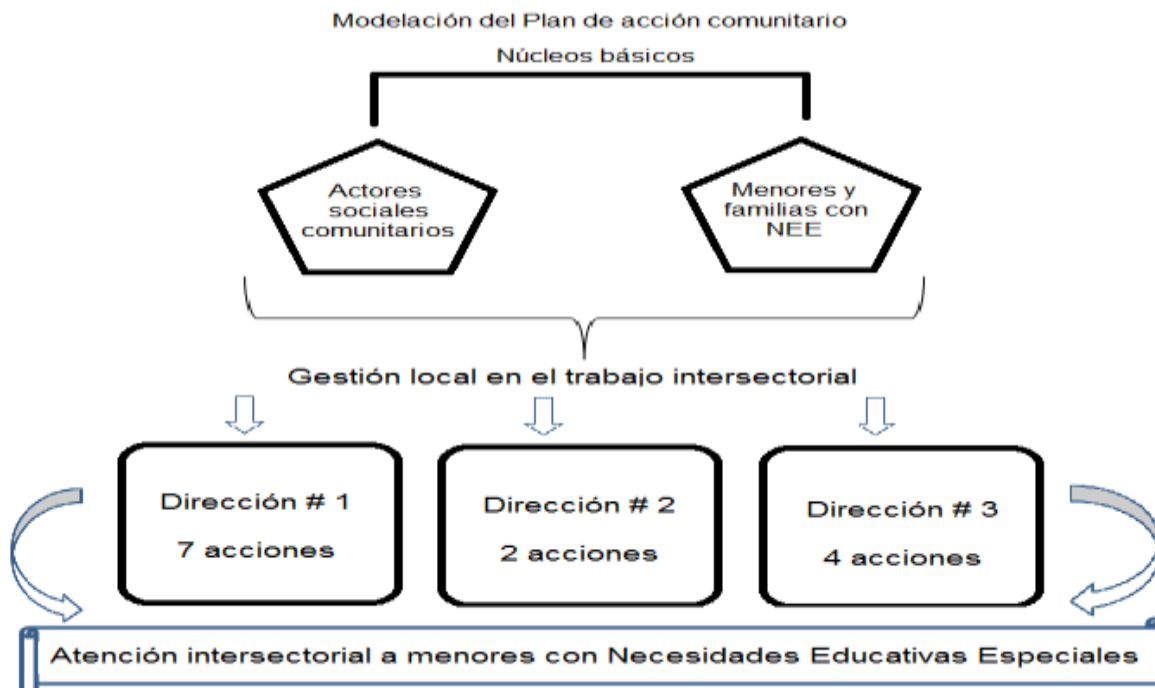 Modelación del Plan de acción comunitario
Núcleos básicos
Actores
sociales
comunitarios
Menores y
familias con
NEE
Gestión local en el trabajo intersectorial
Dirección # 1
7 acciones
Dirección # 2
2 acciones
Dirección # 3
4 acciones
Atención intersectorial a menores con Necesidades Educativas Especiales